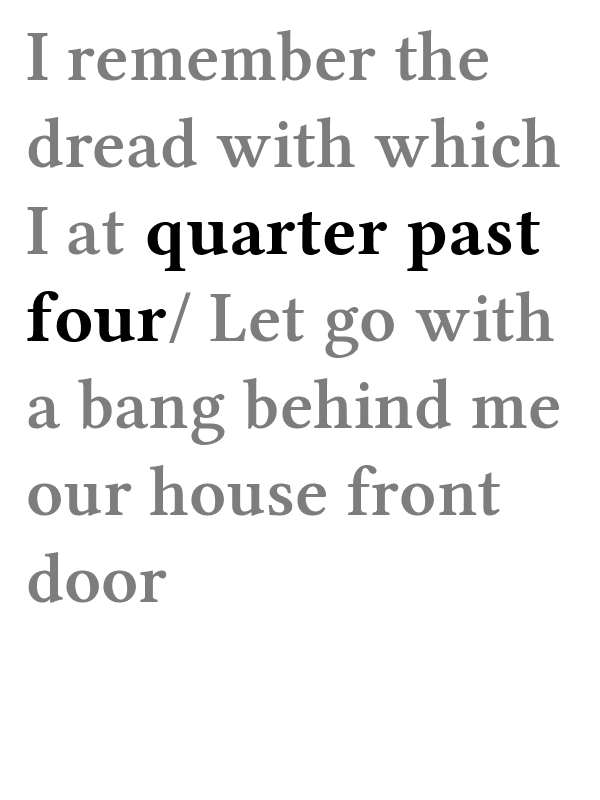 I remember the
dread with which
I at quarter past
four/ Let go with
a bang behind me
our house front
door